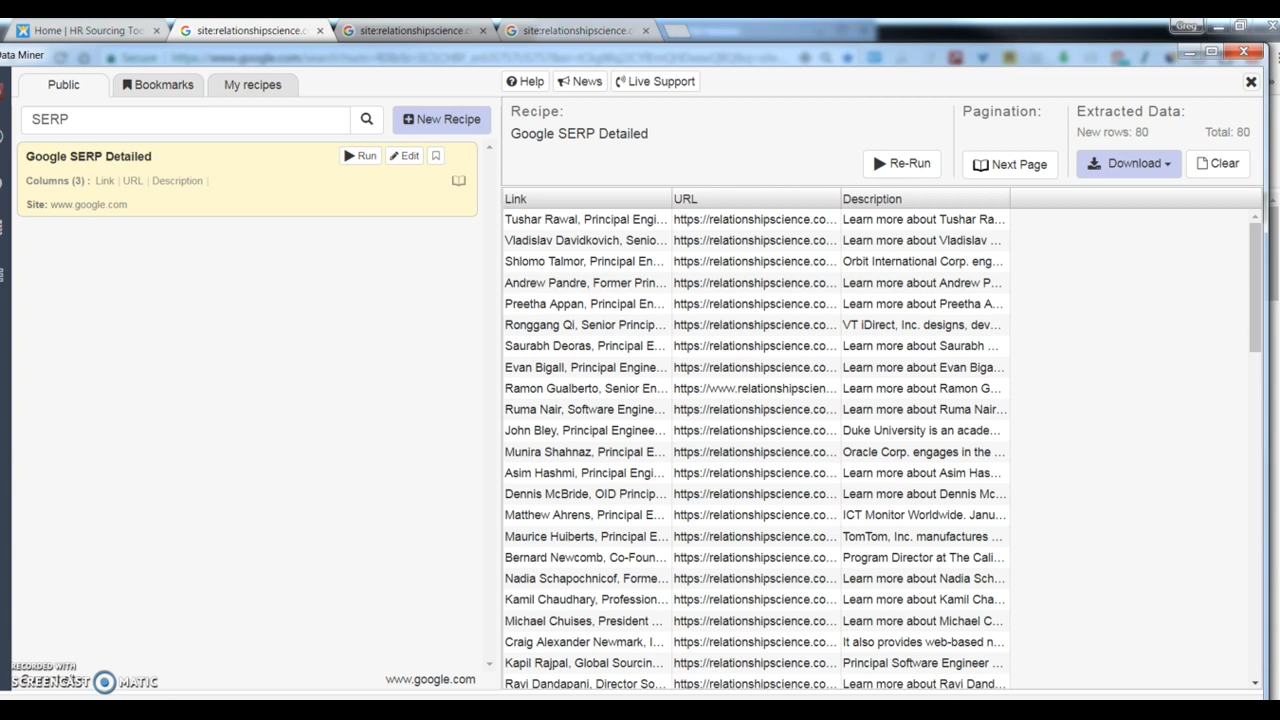 Home | HR Sourcing Too
site:relationshipscience.c
site:relationshipscience.c
site:relationshipscience.c
Greg
Data Miner
Public
Bookmarks
My recipes
Help
News
Live Support
SERP
New Recipe
Google SERP Detailed
Run
Edit
Columns (3) : Link | URL | Description |
Site: www.google.com
Recipe:
Google SERP Detailed
Re-Run
Pagination:
Next Page
Extracted Data:
New rows: 80 Total: 80
Download
Clear
Link URL Description
Tushar Rawal, Principal Engi... https://relationshipscience.co... Learn more about Tushar Ra...
Vladislav Davidkovich, Senio... https://relationshipscience.co... Learn more about Vladislav ...
Shlomo Talmor, Principal En... https://relationshipscience.co... Orbit International Corp. eng...
Andrew Pandre, Former Prin... https://relationshipscience.co... Learn more about Andrew P...
Preetha Appan, Principal En... https://relationshipscience.co... Learn more about Preetha A...
Ronggang Qi, Senior Princip... https://relationshipscience.co... VT iDirect, Inc. designs, dev...
Saurabh Deoras, Principal E... https://relationshipscience.co... Learn more about Saurabh ...
Evan Bigall, Principal Engine... https://relationshipscience.co... Learn more about Evan Biga...
Ramon Gualberto, Senior En... https://www.relationshipscien... Learn more about Ramon G...
Ruma Nair, Software Enginee... https://relationshipscience.co... Learn more about Ruma Nair...
John Bley, Principal Enginee... https://relationshipscience.co... Duke University is an acade...
Munira Shahnaz, Principal E... https://relationshipscience.co... Oracle Corp. engages in the ...
Asim Hashmi, Principal Engi... https://relationshipscience.co... Learn more about Asim Has...
Dennis McBride, OID Princip... https://relationshipscience.co... Learn more about Dennis Mc...
Matthew Ahrens, Principal E... https://relationshipscience.co... ICT Monitor Worldwide. Janu...
Maurice Huiberts, Principal E... https://relationshipscience.co... TomTom, Inc. manufactures ...
Bernard Newcomb, Co-Foun... https://relationshipscience.co... Program Director at The Cali...
Nadia Schapochnicof, Forme... https://relationshipscience.co... Learn more about Nadia Sch...
Kamil Chaudhary, Profession... https://relationshipscience.co... Learn more about Kamil Cha...
Michael Chuises, President ... https://relationshipscience.co... Learn more about Michael C...
Craig Alexander Newmark, I... https://relationshipscience.co... It also provides web-based n...
Kapil Rajpal, Global Sourcin... https://relationshipscience.co... Principal Software Engineer ...
Ravi Dandapani, Director So... https://relationshipscience.co... Learn more about Ravi Dand...
RECORDED WITH
SCREENCAST MATIC
www.google.com